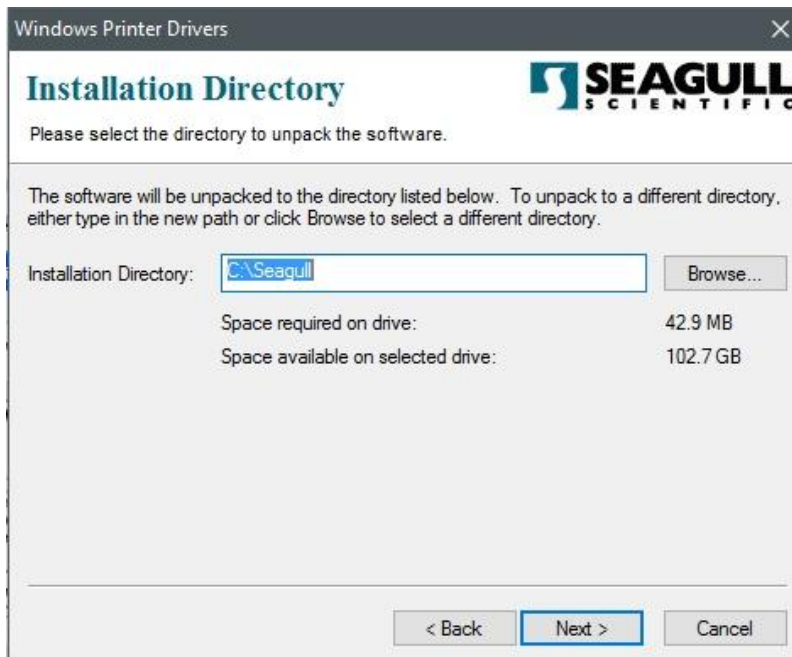 Windows Printer Drivers
Installation Directory
SEAGULL
SCIENTIFIC
Please select the directory to unpack the software.
The software will be unpacked to the directory listed below. To unpack to a different directory,
either type in the new path or click Browse to select a different directory.
Installation Directory: C:\Seagull Browse...
Space required on drive: 42.9 MB
Space available on selected drive: 102.7 GB
< Back Next > Cancel